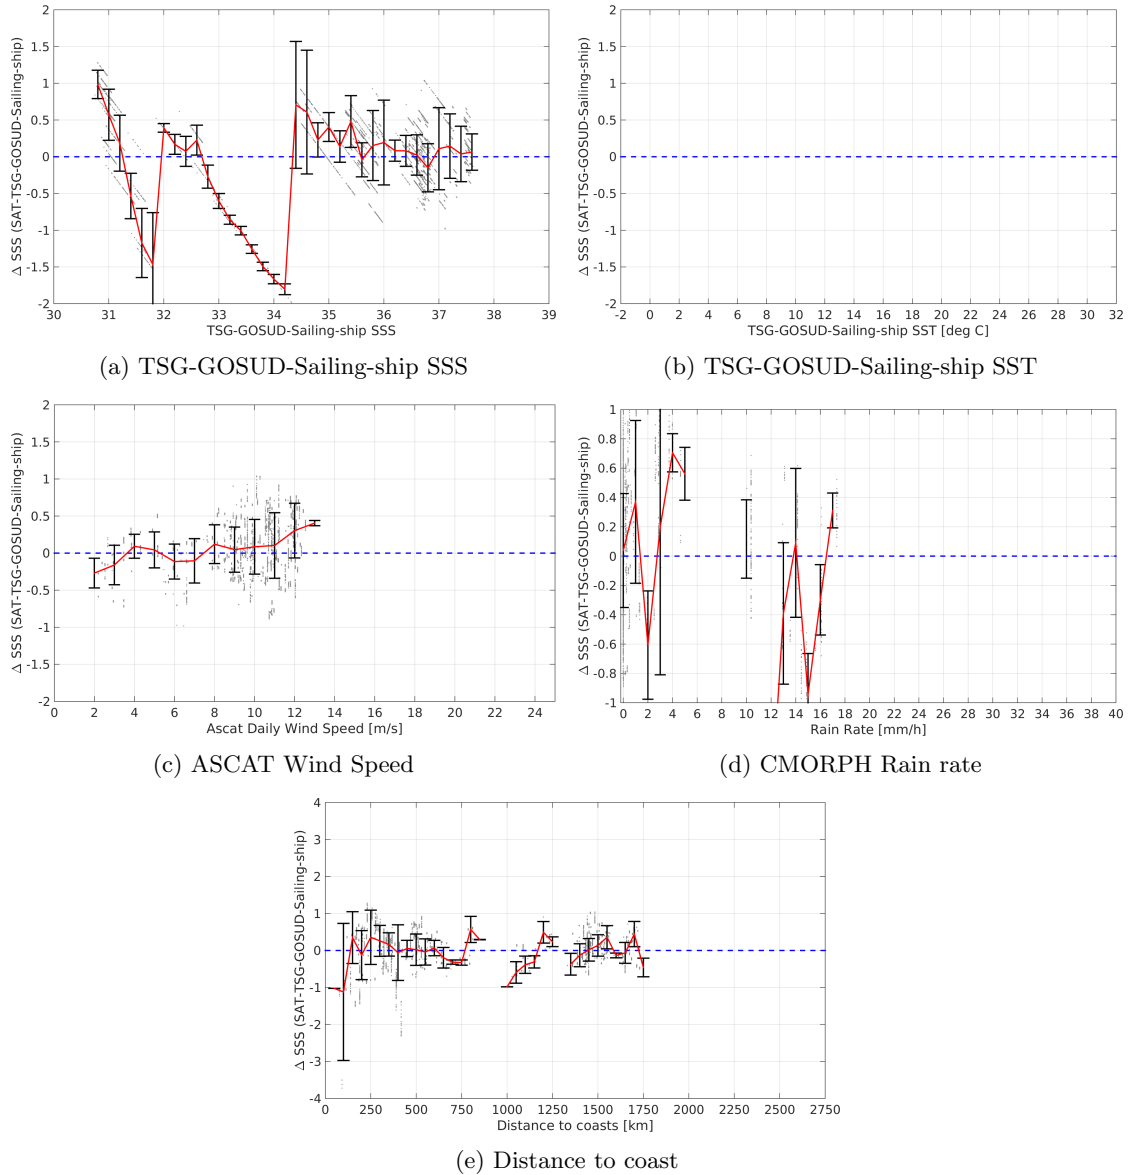 2
1.5
1
0.5
0
-0.5
-1
-1.5
-2
Δ SSS (SAT-TSG-GOSUD-Sailing-ship)
30 31 32 33 34 35 36 37 38 39
TSG-GOSUD-Sailing-ship SSS
(a) TSG-GOSUD-Sailing-ship SSS
2
1.5
1
0.5
0
-0.5
-1
-1.5
-2
Δ SSS (SAT-TSG-GOSUD-Sailing-ship)
-2 0 2 4 6 8 10 12 14 16 18 20 22 24 26 28 30 32
TSG-GOSUD-Sailing-ship SST [deg C]
(b) TSG-GOSUD-Sailing-ship SST
2
1.5
1
0.5
0
-0.5
-1
-1.5
-2
Δ SSS (SAT-TSG-GOSUD-Sailing-ship)
0 2 4 6 8 10 12 14 16 18 20 22 24
Ascat Daily Wind Speed [m/s]
(c) ASCAT Wind Speed
1
0.8
0.6
0.4
0.2
0
-0.2
-0.4
-0.6
-0.8
-1
Δ SSS (SAT-TSG-GOSUD-Sailing-ship)
0 2 4 6 8 10 12 14 16 18 20 22 24 26 28 30 32 34 36 38 40
Rain Rate [mm/h]
(d) CMORPH Rain rate
4
3
2
1
0
-1
-2
-3
-4
Δ SSS (SAT-TSG-GOSUD-Sailing-ship)
0 250 500 750 1000 1250 1500 1750 2000 2250 2500 2750
Distance to coasts [km]
(e) Distance to coast